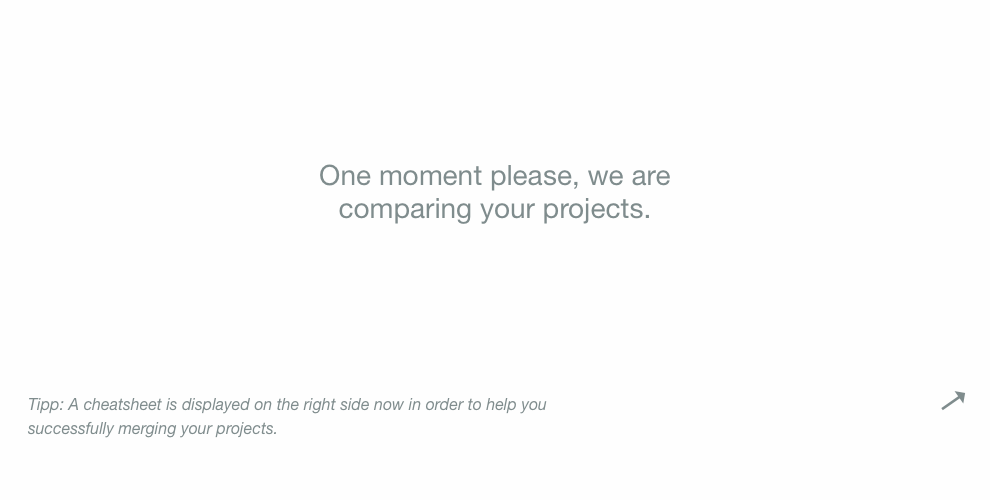 One moment please, we are
comparing your projects.
Tipp: A cheatsheet is displayed on the right side now in order to help you
successfully merging your projects.